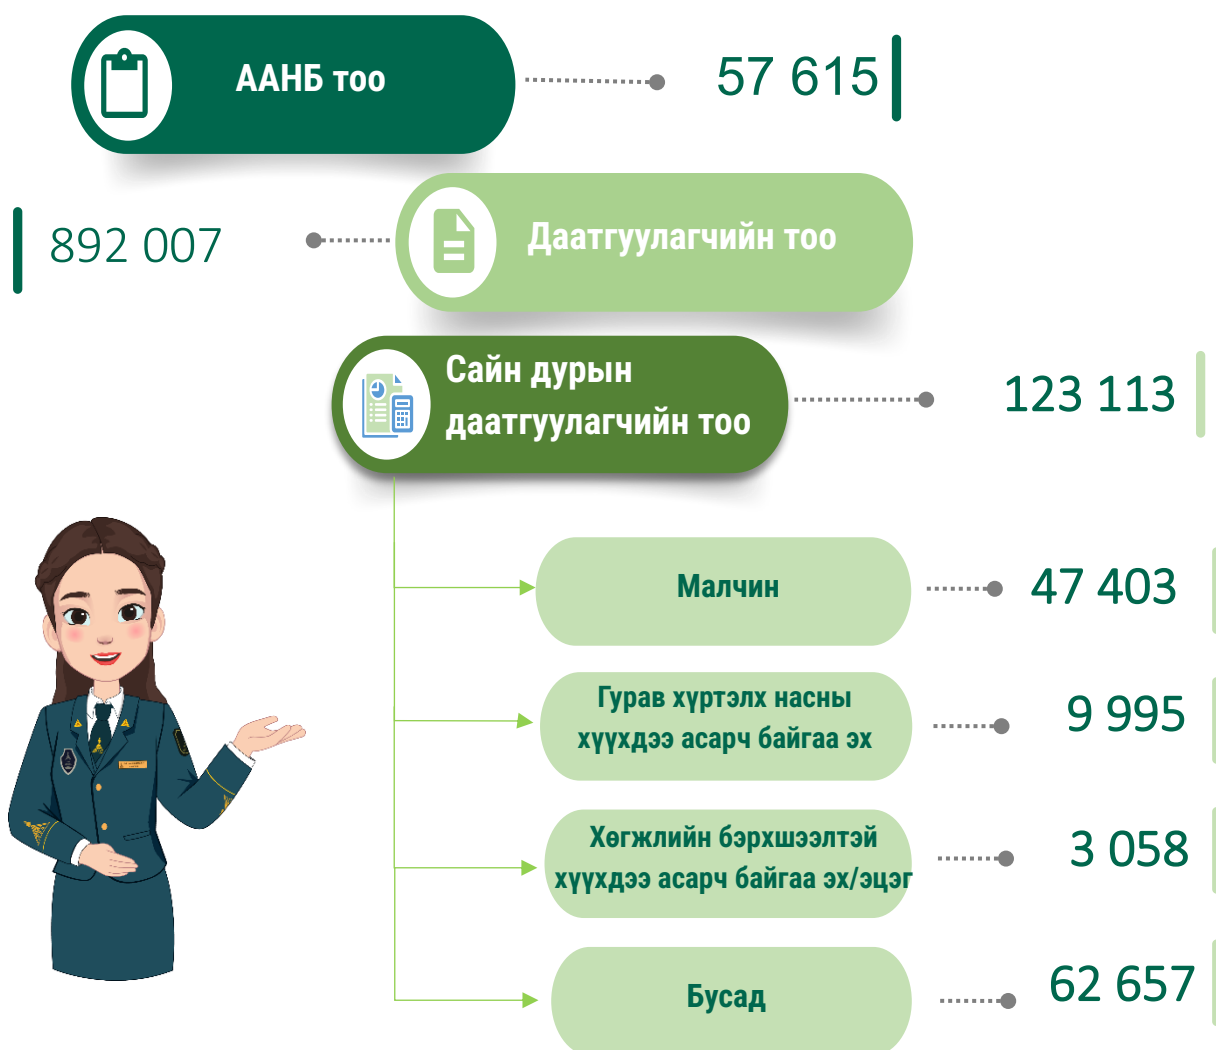 ААНБ тоо
57 615
892 007
Даатгуулагчийн тоо
Сайн дурын
даатгуулагчийн тоо
123 113
Малчин
47 403
Гурав хүртэлх насны
хүүхдээ асарч байгаа эх
9 995
Хөгжлийн бэрхшээлтэй
хүүхдээ асарч байгаа эх/эцэг
3 058
Бусад
62 657